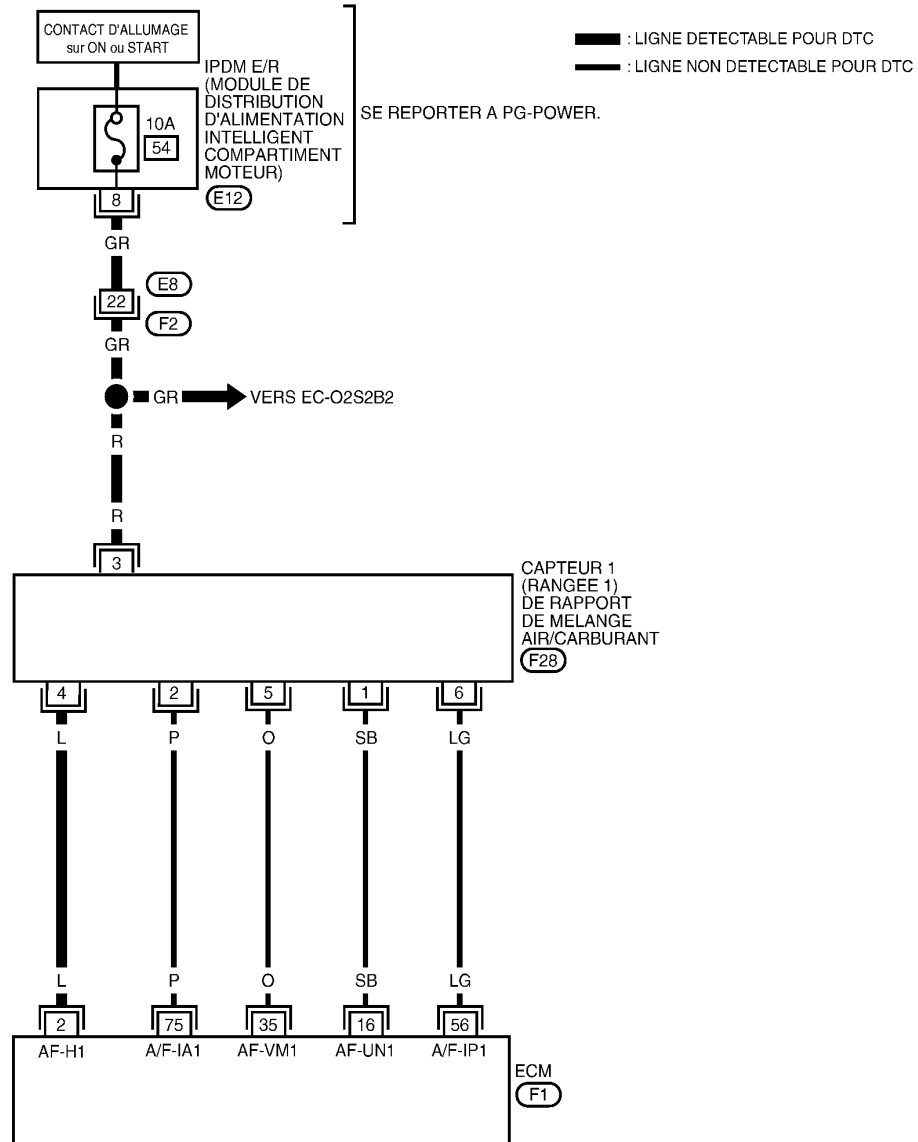 CONTACT D'ALLUMAGE
sur ON ou START
: LIGNE DETECTABLE POUR DTC
: LIGNE NON DETECTABLE POUR DTC
IPDM E/R
(MODULE DE
DISTRIBUTION
D'ALIMENTATION
INTELLIGENT
COMPARTIMENT
MOTEUR)
E12
SE REPORTER A PG-POWER.
10A
54
8
GR
22
E8
F2
GR
GR
VERS EC-O2S2B2
R
R
3
CAPTEUR 1
(RANGEE 1)
DE RAPPORT
DE MELANGE
AIR/CARBURANT
F28
4 2 5 1 6
L P O SB LG
L P O SB LG
2 75 35 16 56
AF-H1 A/F-IA1 AF-VM1 AF-UN1 A/F-IP1
ECM
F1